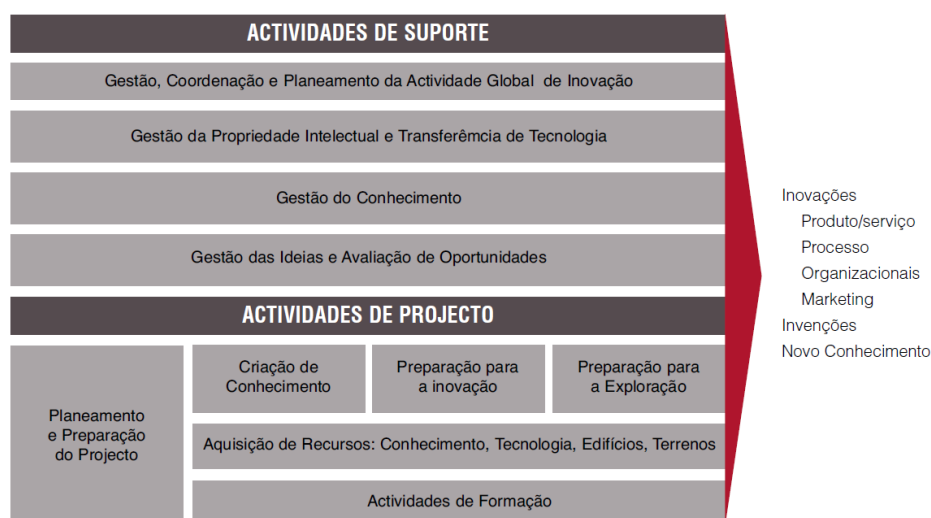 ACTIVIDADES DE SUPORTE
Gestão, Coordenação e Planeamento da Actividade Global de Inovação
Gestão da Propriedade Intelectual e Transferêmcia de Tecnologia
Gestão do Conhecimento
Gestão das Ideias e Avaliação de Oportunidades
ACTIVIDADES DE PROJECTO
Planeamento
e Preparação
do Projecto
Criação de
Conhecimento
Preparação para
a inovação
Preparação para
a Exploração
Aquisição de Recursos: Conhecimento, Tecnologia, Edifícios, Terrenos
Actividades de Formação
Inovações
Produto/serviço
Processo
Organizacionais
Marketing
Invenções
Novo Conhecimento